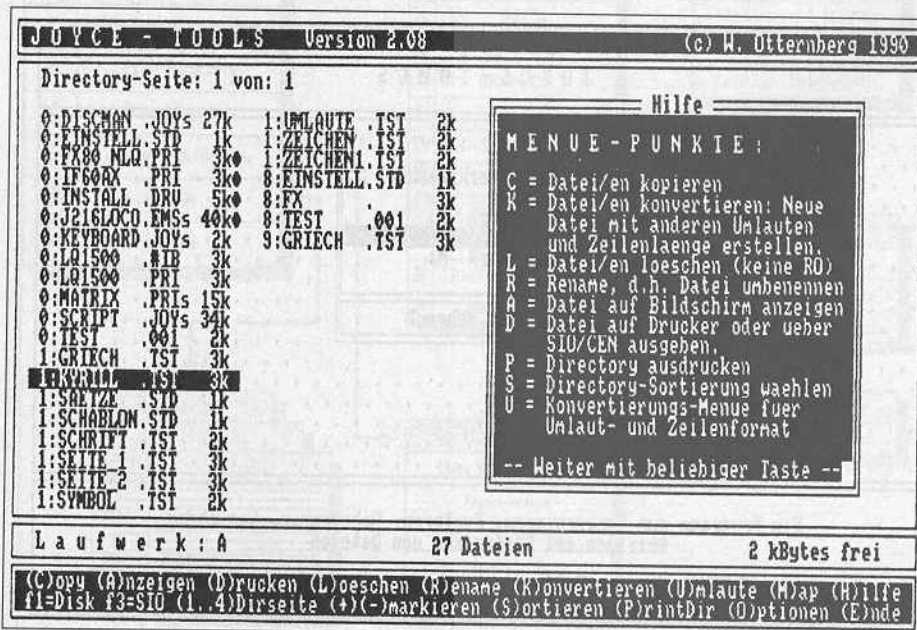 J O Y C E - T O O L S Version 2.08 (c) W. Otternberg 1990
Directory-Seite: 1 von: 1
0:DISCMAN .JOYs 27k
0:EINSTELL.STD 1k
0:FX80_NLQ.PRI 3k♦
0:IF60AX .PRI 3k♦
0:INSTALL .DRV 5k♦
0:J216LOCO.EMSs 40k♦
0:KEYBOARD.JOYs 2k
0:LQ1500 .#IB 3k
0:LQ1500 .PRI 3k
0:MATRIX .PRIs 15k
0:SCRIPT .JOYs 34k
0:TEST .001 2k
1:GRIECH .TST 3k
1:KYRILL .TST 3k
1:SAETZE .STD 1k
1:SCHABLON.STD 1k
1:SCHRIFT .TST 2k
1:SEITE_1 .TST 3k
1:SEITE_2 .TST 3k
1:SYMBOL .TST 2k
1:UMLAUTE .TST 2k
1:ZEICHEN .TST 2k
1:ZEICHEN1.TST 2k
8:EINSTELL.STD 1k
8:FX . 3k
8:TEST .001 2k
9:GRIECH .TST 3k
Hilfe
M E N U E - P U N K T E :
C = Datei/en kopieren
K = Datei/en konvertieren: Neue
Datei mit anderen Umlauten
und Zeilenlaenge erstellen.
L = Datei/en loeschen (keine RO)
R = Rename, d.h. Datei umbenennen
A = Datei auf Bildschirm anzeigen
D = Datei auf Drucker oder ueber
SIO/CEN ausgeben.
P = Directory ausdrucken
S = Directory-Sortierung waehlen
U = Konvertierungs-Menue fuer
Umlaut- und Zeilenformat
-- Weiter mit beliebiger Taste --
L a u f w e r k : A 27 Dateien 2 kBytes frei
(C)opy (A)nzeigen (D)rucken (L)oeschen (R)ename (K)onvertieren (U)mlaute (M)ap (H)ilfe
f1=Disk f3=SIO (1..4)Dirseite (+)(-)markieren (S)ortieren (P)rintDir (O)ptionen (E)nde